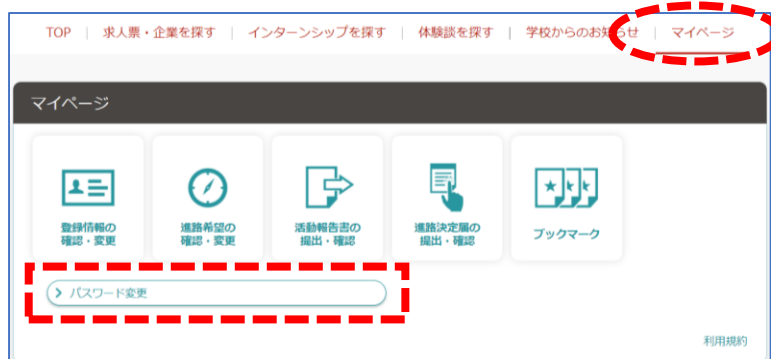 TOP | 求人票・企業を探す | インターンシップを探す | 体験談を探す | 学校からのお知らせ | マイページ
マイページ
登録情報の
確認・変更
進路希望の
確認・変更
活動報告書の
提出・確認
進路決定届の
提出・確認
ブックマーク
パスワード変更
利用規約